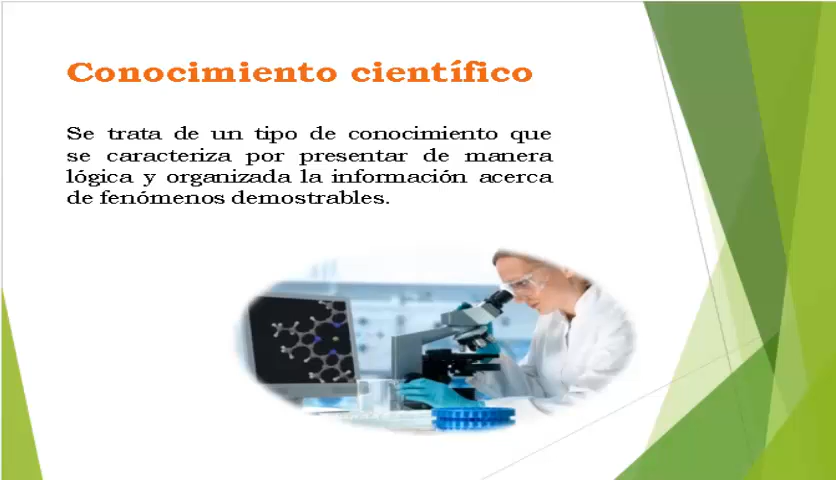 Conocimiento científico
Se trata de un tipo de conocimiento que
se caracteriza por presentar de manera
lógica y organizada la información acerca
de fenómenos demostrables.